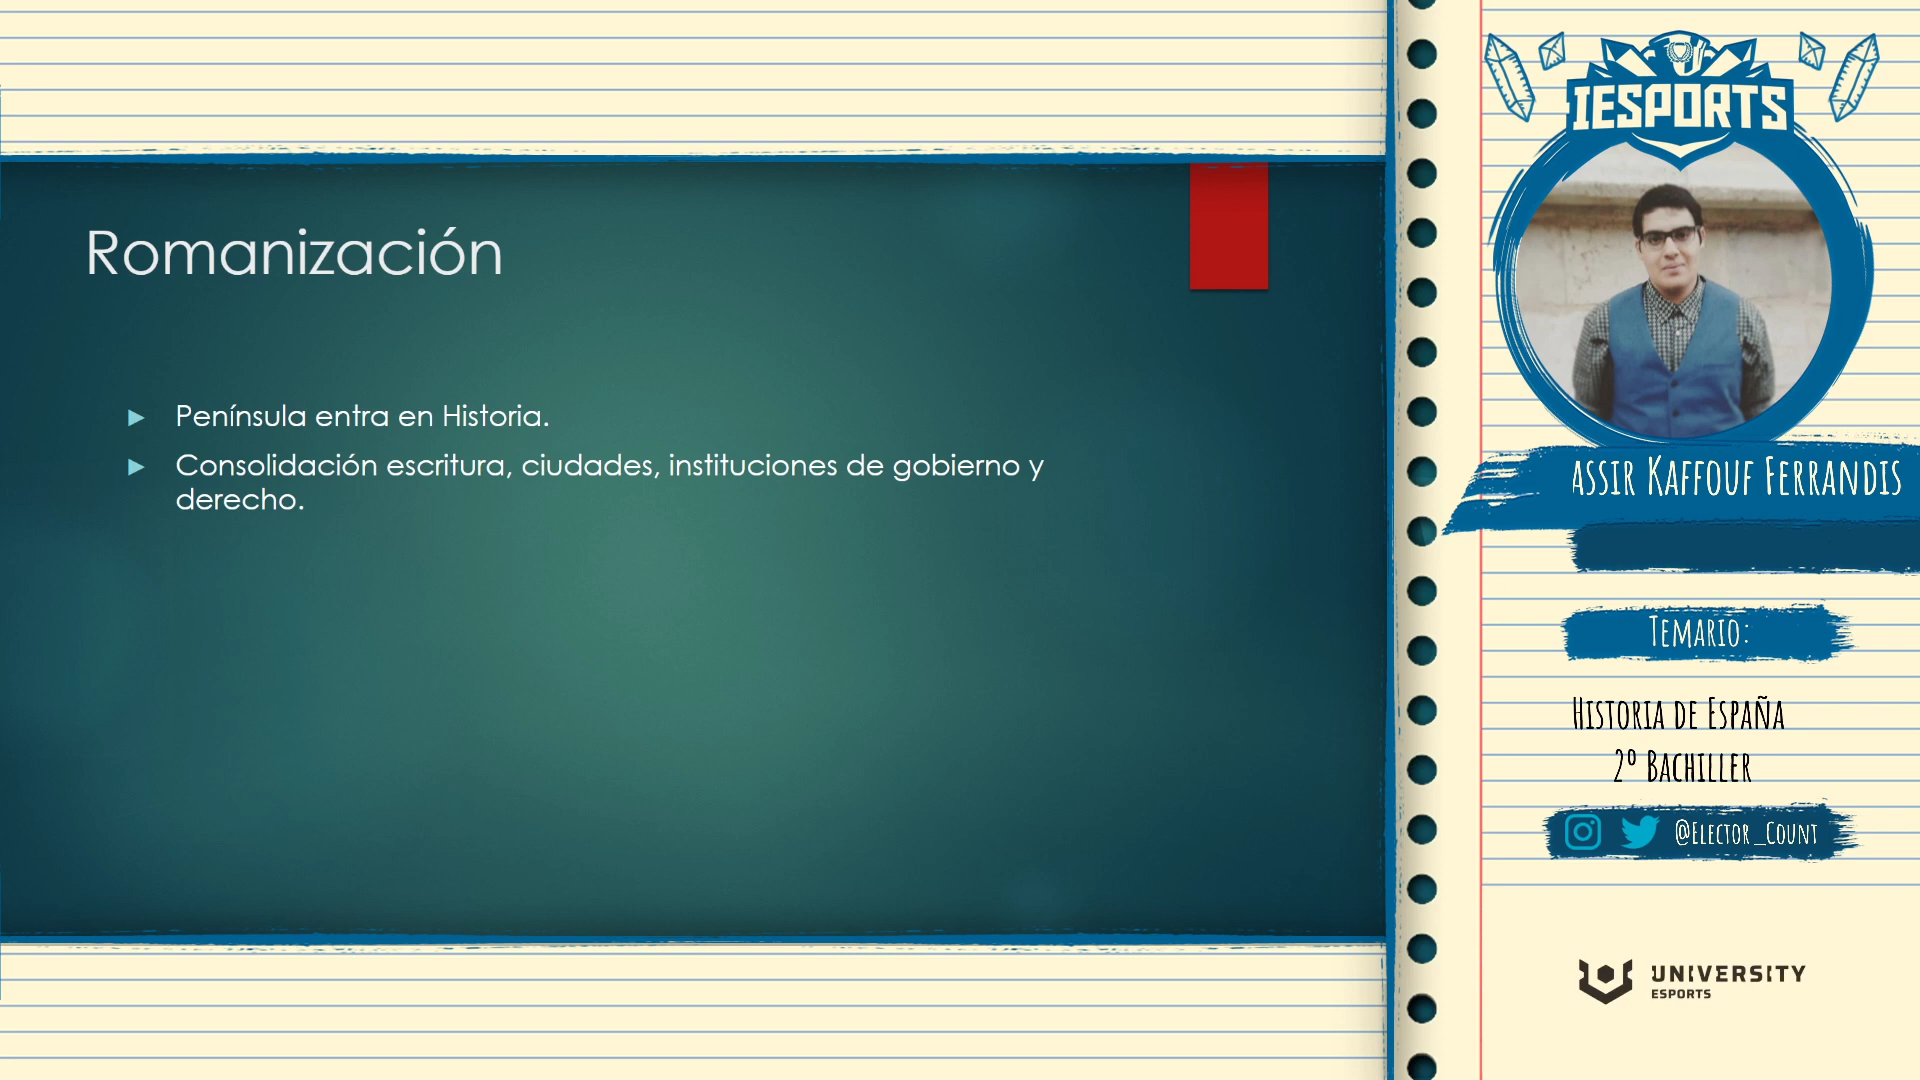 Romanización
Península entra en Historia.
Consolidación escritura, ciudades, instituciones de gobierno y
derecho.
IESPORTS
ASSIR KAFFOUF FERRANDIS
TEMARIO:
HISTORIA DE ESPAÑA
2º BACHILLER
@ELECTOR_COUNT
UNIVERSITY
ESPORTS